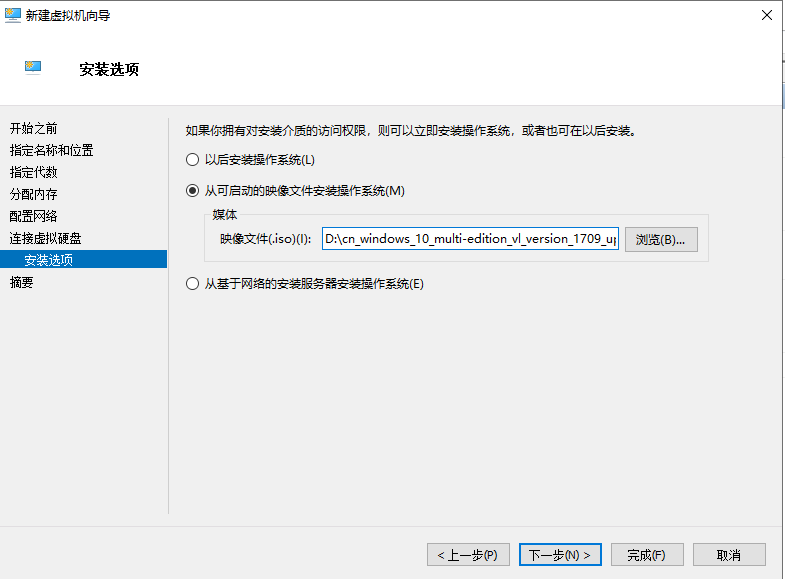 新建虚拟机向导
安装选项
开始之前
指定名称和位置
指定代数
分配内存
配置网络
连接虚拟硬盘
安装选项
摘要
如果你拥有对安装介质的访问权限，则可以立即安装操作系统，或者也可在以后安装。
以后安装操作系统(L)
从可启动的映像文件安装操作系统(M)
媒体
映像文件(.iso)(I): D:\cn_windows_10_multi-edition_vl_version_1709_up 浏览(B)...
从基于网络的安装服务器安装操作系统(E)
< 上一步(P) 下一步(N) > 完成(F) 取消